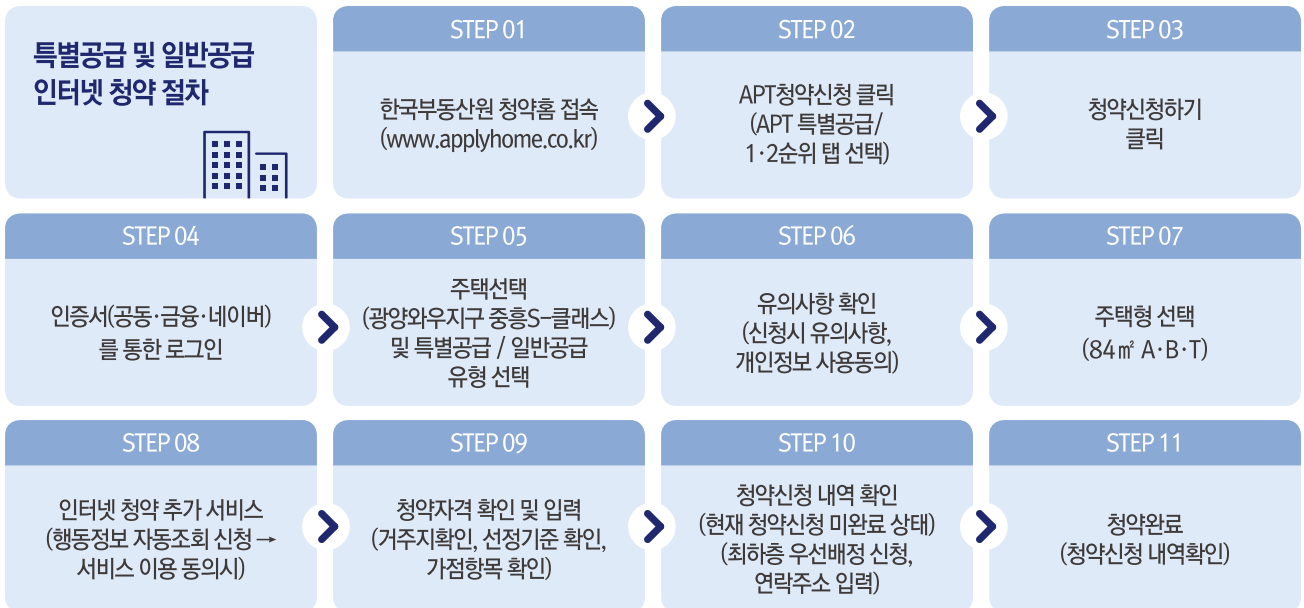 특별공급 및 일반공급
인터넷 청약 절차
STEP 01
한국부동산원 청약홈 접속
(www.applyhome.co.kr)
STEP 02
APT청약신청 클릭
(APT 특별공급/
1·2순위 탭 선택)
STEP 03
청약신청하기
클릭
STEP 04
인증서(공동·금융·네이버)
를 통한 로그인
STEP 05
주택선택
(광양와우지구 중흥S-클래스)
및 특별공급 / 일반공급
유형 선택
STEP 06
유의사항 확인
(신청시 유의사항,
개인정보 사용동의)
STEP 07
주택형 선택
(84㎡ A·B·T)
STEP 08
인터넷 청약 추가 서비스
(행동정보 자동조회 신청→
서비스 이용 동의시)
STEP 09
청약자격 확인 및 입력
(거주지확인, 선정기준 확인,
가점항목 확인)
STEP 10
청약신청 내역 확인
(현재 청약신청 미완료 상태)
(최하층 우선배정 신청,
연락주소 입력)
STEP 11
청약완료
(청약신청 내역확인)